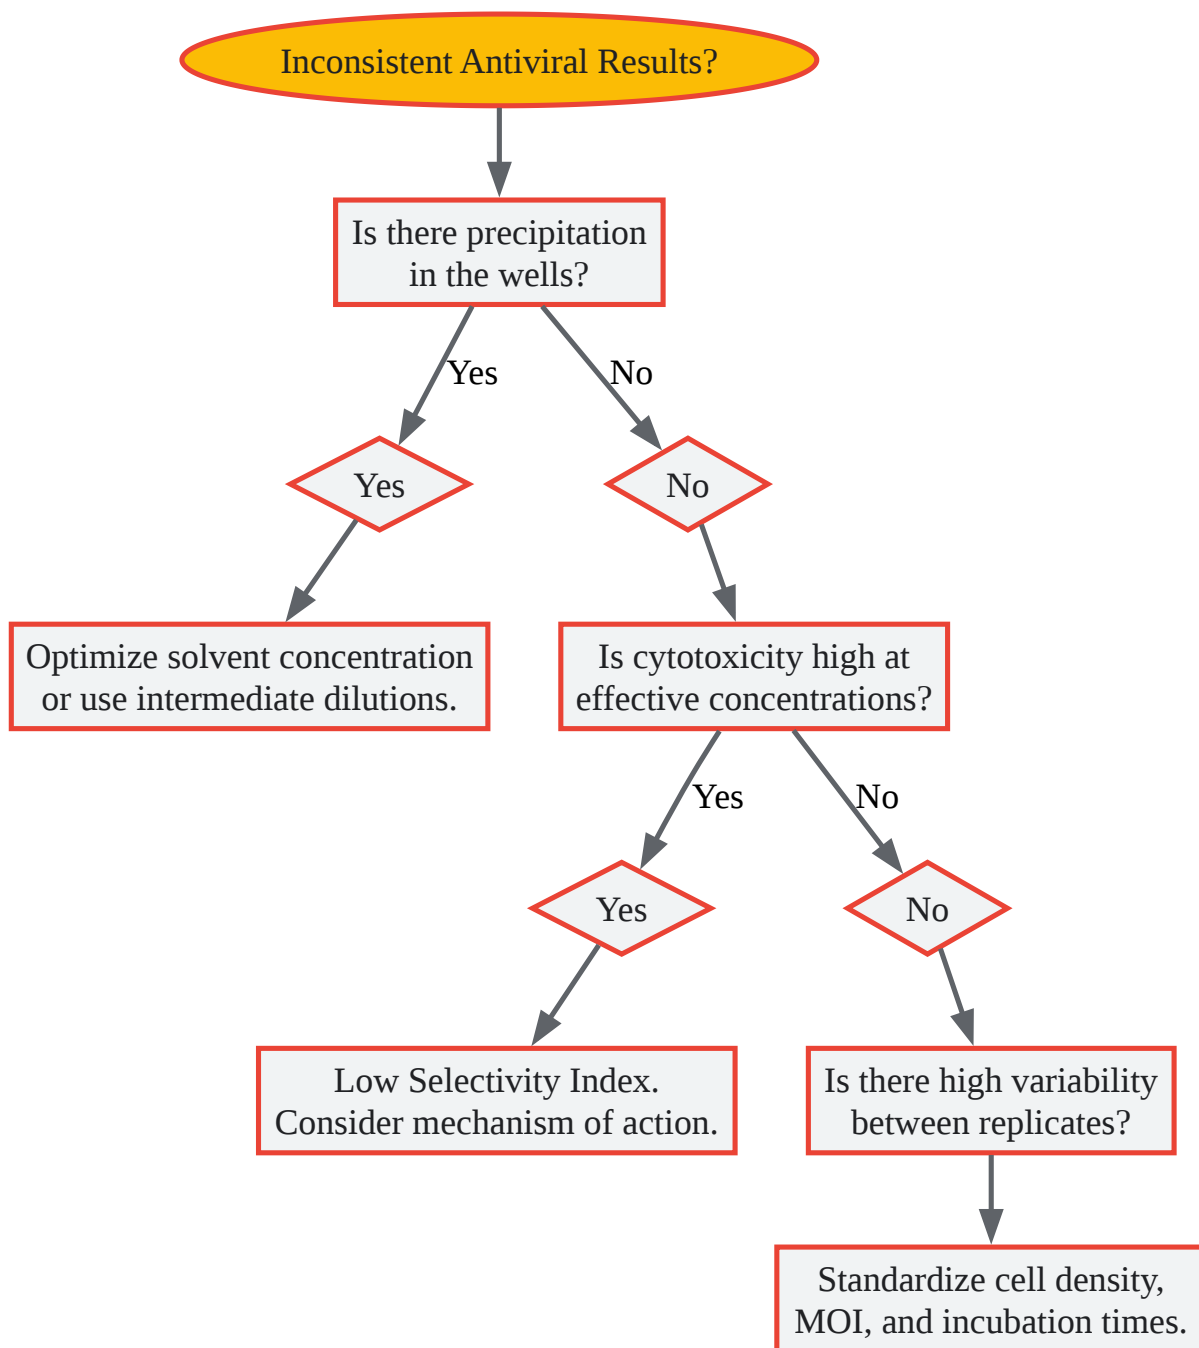 Inconsistent Antiviral Results?
Is there precipitation
in the wells?
Yes
No
Yes
No
Optimize solvent concentration
or use intermediate dilutions.
Is cytotoxicity high at
effective concentrations?
Yes
No
Yes
No
Low Selectivity Index.
Consider mechanism of action.
Is there high variability
between replicates?
Standardize cell density,
MOI, and incubation times.